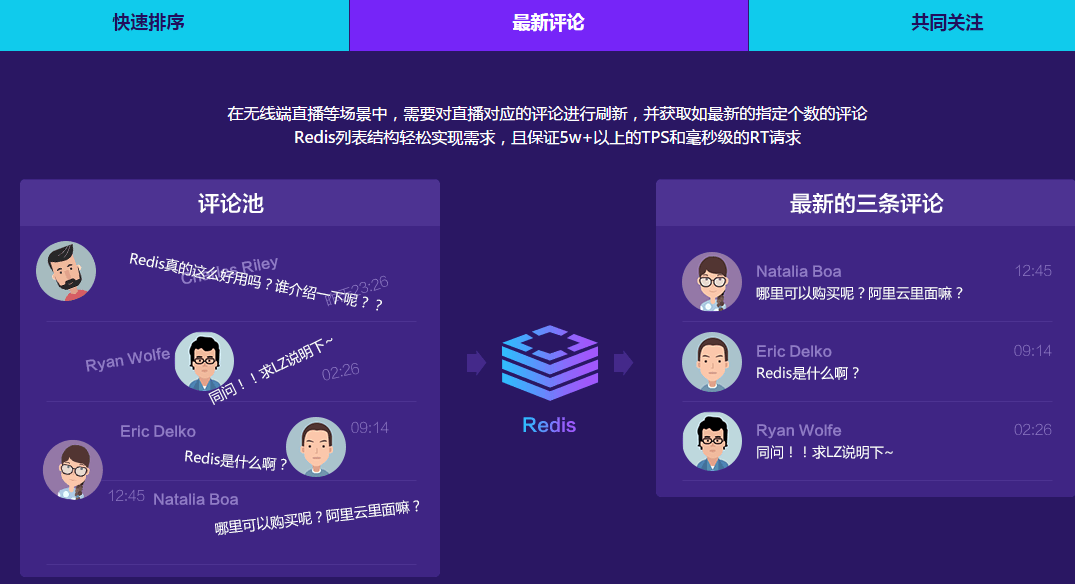 快速排序
最新评论
共同关注
在无线端直播等场景中，需要对直播对应的评论进行刷新，并获取如最新的指定个数的评论
Redis列表结构轻松实现需求，且保证5w+以上的TPS和毫秒级的RT请求
评论池
Charles Riley
Redis真的这么好用吗？谁介绍一下呢？？
23:26
Ryan Wolfe
同问！！求LZ说明下~
02:26
Eric Delko
09:14
Redis是什么啊？
12:45
Natalia Boa
哪里可以购买呢？阿里云里面嘛？
Redis
最新的三条评论
Natalia Boa
12:45
哪里可以购买呢？阿里云里面嘛？
Eric Delko
09:14
Redis是什么啊？
Ryan Wolfe
02:26
同问！！求LZ说明下~